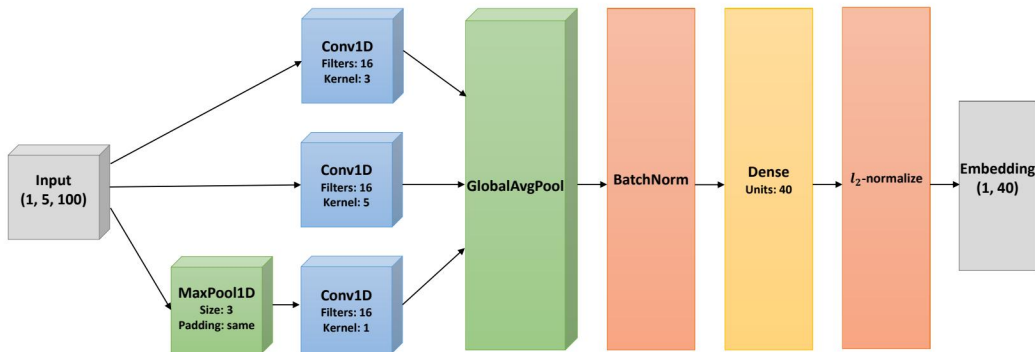 Input
(1, 5, 100)
Conv1D
Filters: 16
Kernel: 3
Conv1D
Filters: 16
Kernel: 5
MaxPool1D
Size: 3
Padding: same
Conv1D
Filters: 16
Kernel: 1
GlobalAvgPool
BatchNorm
Dense
Units: 40
l₂-normalize
Embedding
(1, 40)